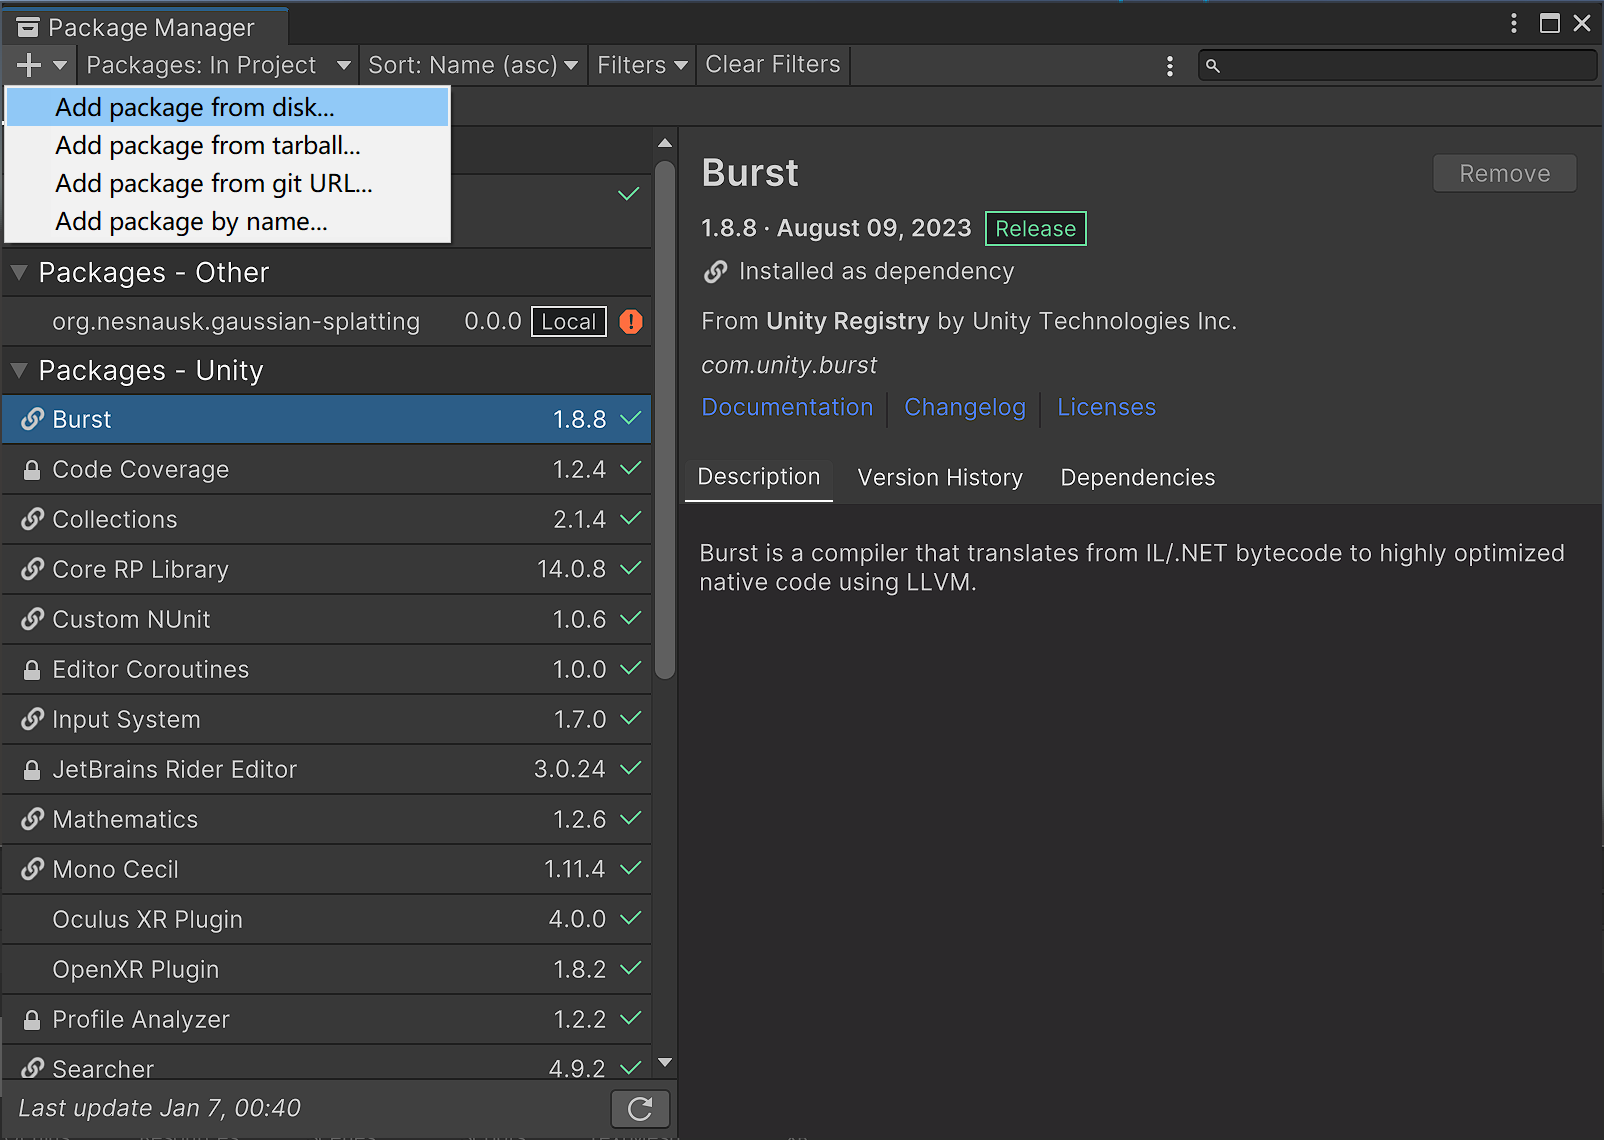 Package Manager
Packages: In Project
Sort: Name (asc)
Filters
Clear Filters
Add package from disk...
Add package from tarball...
Add package from git URL...
Add package by name...
Packages - Other
org.nesnausk.gaussian-splatting 0.0.0 Local
Packages - Unity
Burst 1.8.8
Code Coverage 1.2.4
Collections 2.1.4
Core RP Library 14.0.8
Custom NUnit 1.0.6
Editor Coroutines 1.0.0
Input System 1.7.0
JetBrains Rider Editor 3.0.24
Mathematics 1.2.6
Mono Cecil 1.11.4
Oculus XR Plugin 4.0.0
OpenXR Plugin 1.8.2
Profile Analyzer 1.2.2
Searcher 4.9.2
Last update Jan 7, 00:40
Burst
Remove
1.8.8 · August 09, 2023 Release
Installed as dependency
From Unity Registry by Unity Technologies Inc.
com.unity.burst
Documentation
Changelog
Licenses
Description
Version History
Dependencies
Burst is a compiler that translates from IL/.NET bytecode to highly optimized
native code using LLVM.